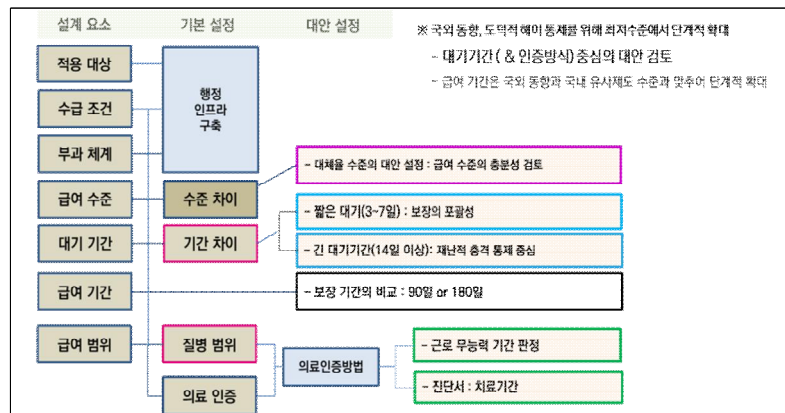 설계 요소 기본 설정 대안 설정
※ 국외 동향, 도덕적 해이 통제를 위해 최저수준에서 단계적 확대
- 대기기간( & 인증방식) 중심의 대안 검토
- 급여 기간은 국외 동향과 국내 유사제도 수준과 맞추어 단계적 확대
적용 대상
수급 조건
부과 체계
행정
인프라
구축
급여 수준
수준 차이
- 대체율 수준의 대안 설정 : 급여 수준의 충분성 검토
대기 기간
기간 차이
- 짧은 대기(3~7일) : 보장의 포괄성
- 긴 대기기간(14일 이상): 재난적 충격 통제 중심
급여 기간
- 보장 기간의 비교 : 90일 or 180일
급여 범위
질병 범위
의료 인증
의료인증방법
- 근로 무능력 기간 판정
- 진단서 : 치료기간